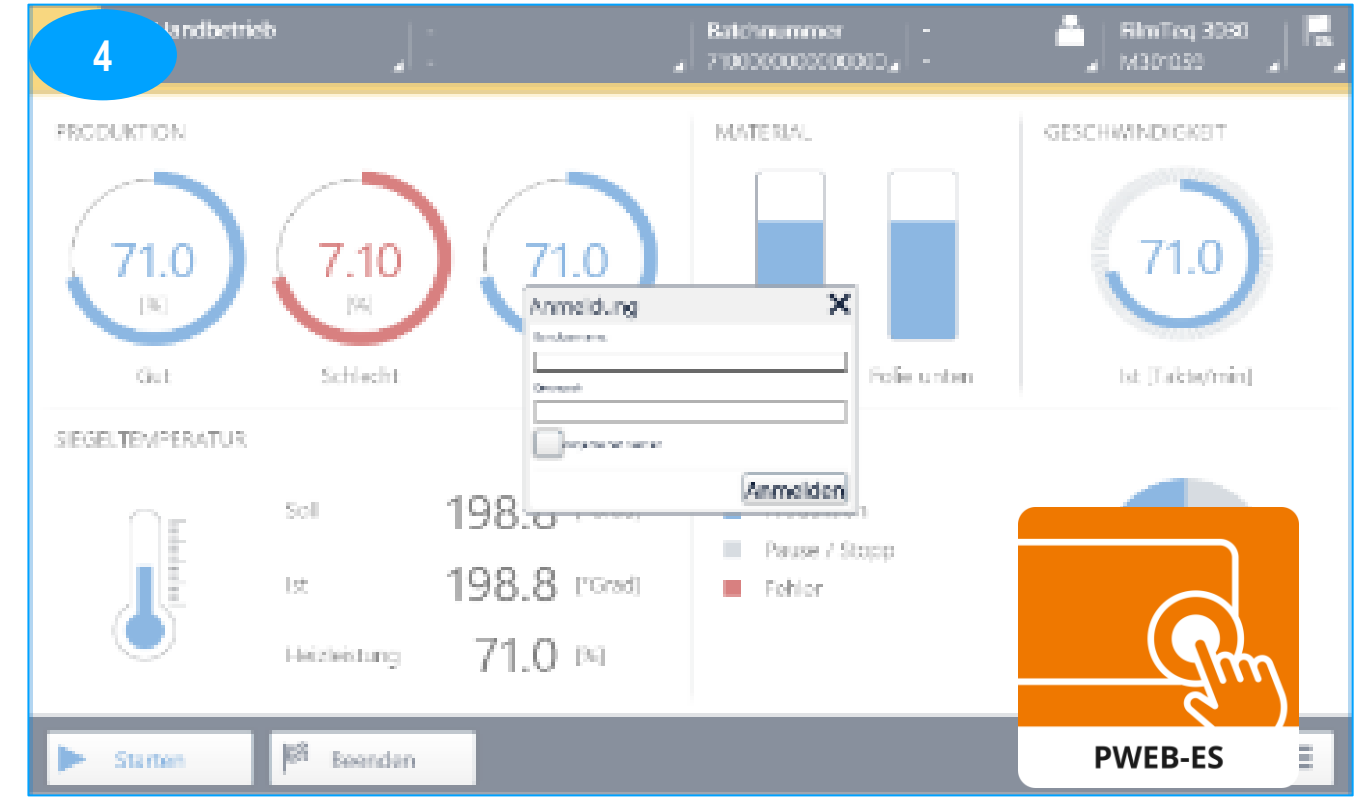 4
Handbetrieb
-
-
Batchnummer
-
-
FilmTeq 3080
PRODUKTION
MATERIAL
GESCHWINDIGKEIT
71.0
[%]
Gut
7.10
[%]
Schlecht
71.0
Folie unten
71.0
Ist [Takte/min]
Anmeldung
Anmelden
SIEGELTEMPERATUR
Soll
198.8
Ist
198.8 [°Grad]
Heizleistung
71.0 [%]
Pause / Stopp
Fehler
Starten
Beenden
PWEB-ES